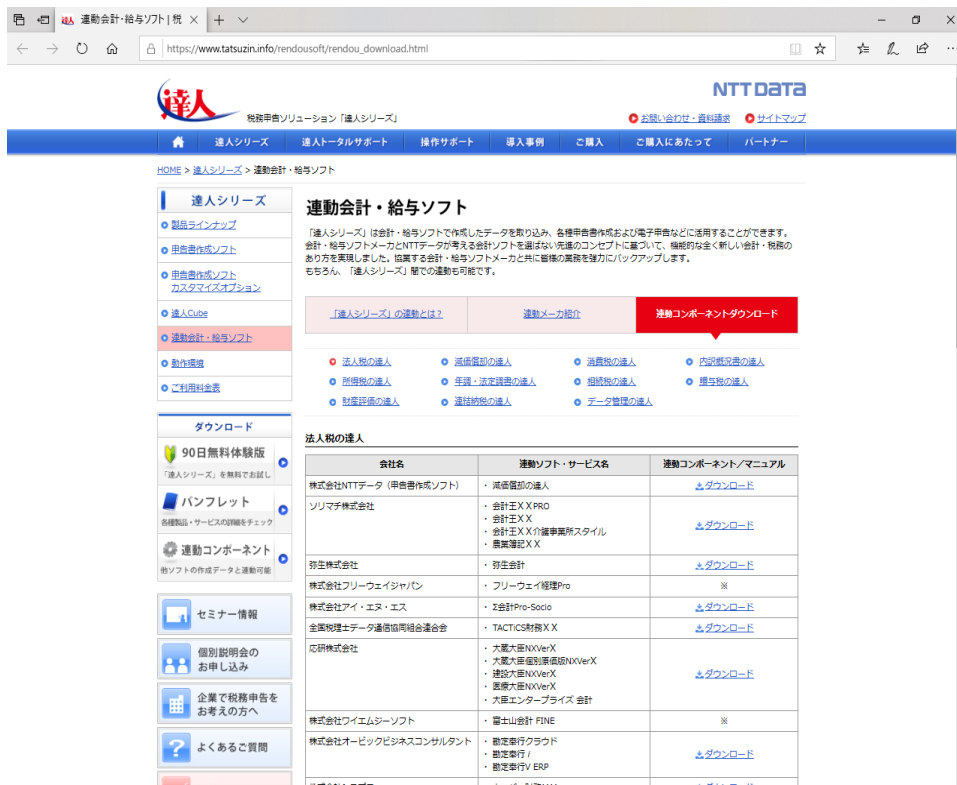 達人 連動会計・給与ソフト | 税
https://www.tatsuzin.info/rendousoft/rendou_download.html
達人
税務申告ソリューション「達人シリーズ」
NTT DATA
お問い合わせ・資料請求 サイトマップ
達人シリーズ 達人トータルサポート 操作サポート 導入事例 ご購入 ご購入にあたって パートナー
HOME > 達人シリーズ > 連動会計・給与ソフト
達人シリーズ
製品ラインナップ
申告書作成ソフト
申告書作成ソフト
カスタマイズオプション
達人Cube
連動会計・給与ソフト
動作環境
ご利用料金表
ダウンロード
90日無料体験版
「達人シリーズ」を無料でお試し
パンフレット
各種製品・サービスの詳細をチェック
連動コンポーネント
他ソフトの作成データと連動可能
セミナー情報
個別説明会の
お申し込み
企業で税務申告を
お考えの方へ
よくあるご質問
連動会計・給与ソフト
「達人シリーズ」は会計・給与ソフトで作成したデータを取り込み、各種申告書作成および電子申告などに活用することができます。
会計・給与ソフトメーカとNTTデータが考える会計ソフトを選ばない先進のコンセプトに基づいて、機能的な全く新しい会計・税務の
あり方を実現しました。協業する会計・給与ソフトメーカと共に皆様の業務を強力にバックアップします。
もちろん、「達人シリーズ」間での連動も可能です。
「達人シリーズ」の連動とは？ 連動メーカ紹介 連動コンポーネントダウンロード
法人税の達人 減価償却の達人 消費税の達人 内訳概況書の達人
所得税の達人 年調・法定調書の達人 相続税の達人 贈与税の達人
財産評価の達人 連結納税の達人 データ管理の達人
法人税の達人
会社名 連動ソフト・サービス名 連動コンポーネント／マニュアル
株式会社NTTデータ（申告書作成ソフト） ・ 減価償却の達人 ダウンロード
ソリマチ株式会社 ・ 会計王ＸＸPRO
・ 会計王ＸＸ
・ 会計王ＸＸ介護事業所スタイル ダウンロード
・ 農業簿記ＸＸ
弥生株式会社 ・ 弥生会計 ダウンロード
株式会社フリーウェイジャパン ・ フリーウェイ経理Pro ※
株式会社アイ・エヌ・エス ・ Σ会計Pro-Socio ダウンロード
全国税理士データ通信協同組合連合会 ・ TACTiCS財務ＸＸ ダウンロード
応研株式会社 ・ 大蔵大臣NXVerX
・ 大蔵大臣個別原価版NXVerX
・ 建設大臣NXVerX ダウンロード
・ 医療大臣NXVerX
・ 大臣エンタープライズ 会計
株式会社ワイエムジーソフト ・ 富士山会計 FINE ※
株式会社オービックビジネスコンサルタント ・ 勘定奉行クラウド
・ 勘定奉行 i ダウンロード
・ 勘定奉行V ERP